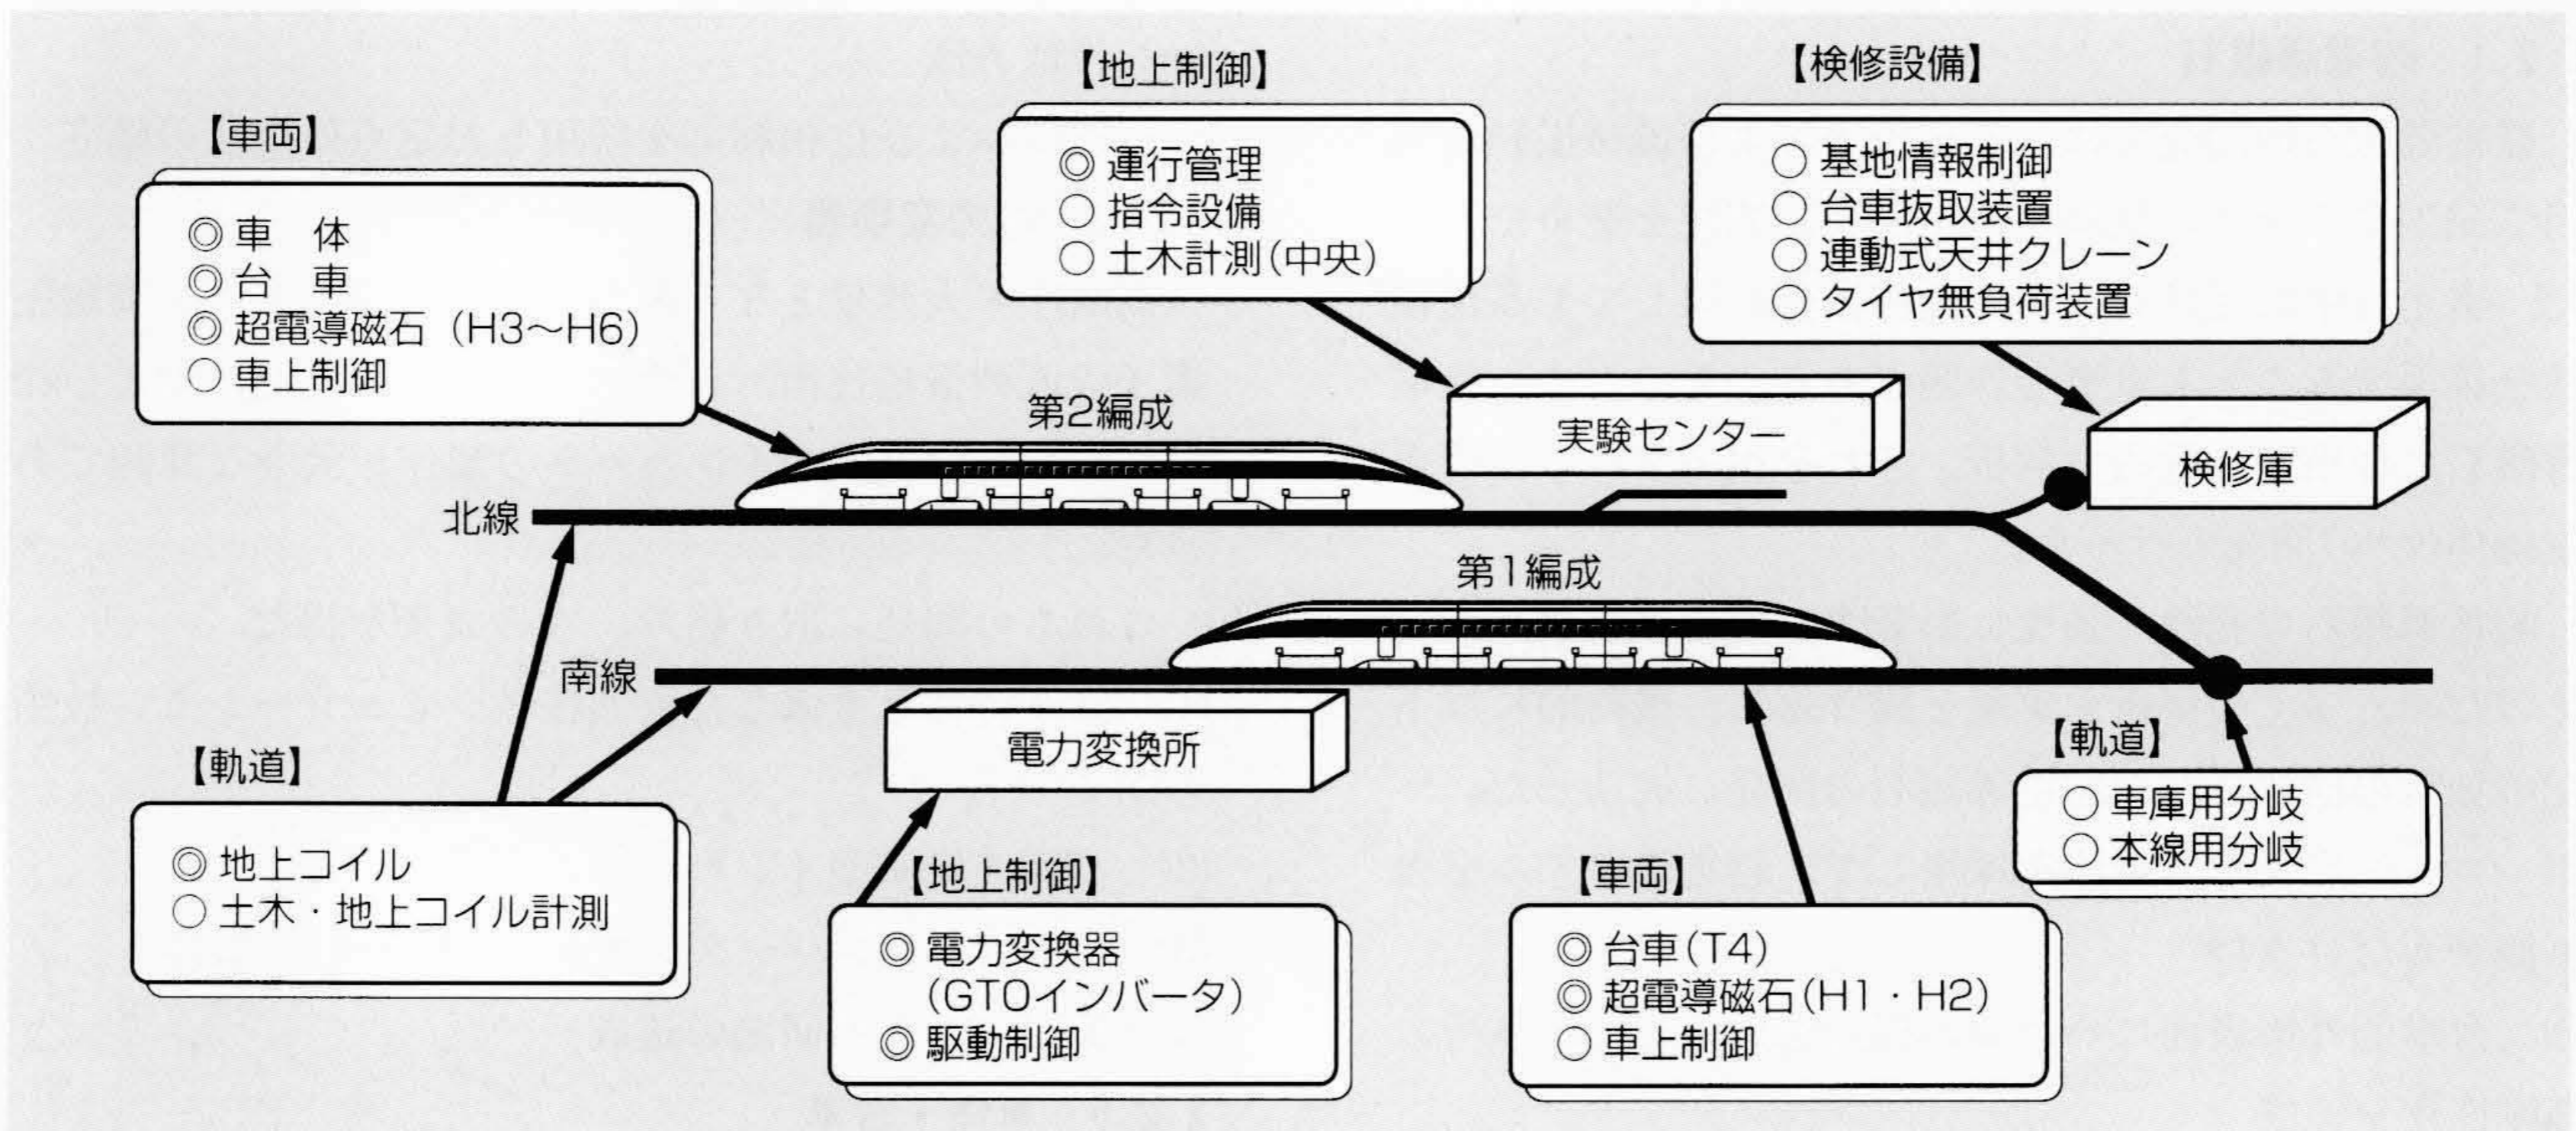 【地上制御】
◎ 運行管理
○ 指令設備
○ 土木計測(中央)
【検修設備】
○ 基地情報制御
○ 台車抜取装置
○ 連動式天井クレーン
○ タイヤ無負荷装置
【車両】
◎ 車　体
◎ 台　車
◎ 超電導磁石（H3〜H6）
○ 車上制御
第2編成
実験センター
検修庫
北線
第1編成
南線
電力変換所
【軌道】
◎ 地上コイル
○ 土木・地上コイル計測
【地上制御】
◎ 電力変換器
(GTOインバータ)
◎ 駆動制御
【車両】
◎ 台車(T4)
◎ 超電導磁石(H1・H2)
○ 車上制御
【軌道】
○ 車庫用分岐
○ 本線用分岐